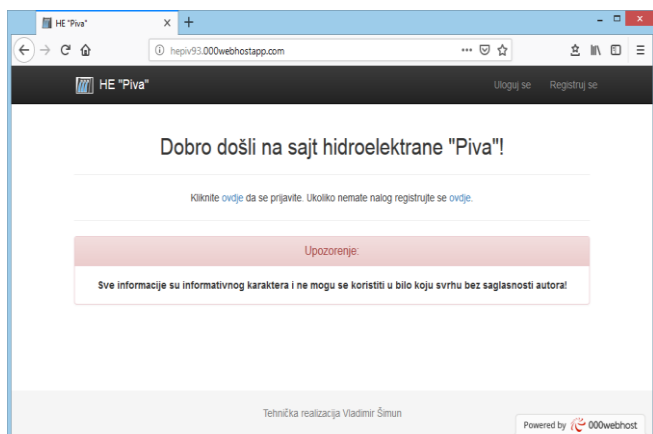 HE "Piva"
hepiv93.000webhostapp.com
HE "Piva" Uloguj se Registruj se
Dobro došli na sajt hidroelektrane "Piva"!
Kliknite ovdje da se prijavite. Ukoliko nemate nalog registrujte se ovdje.
Upozorenje:
Sve informacije su informativnog karaktera i ne mogu se koristiti u bilo koju svrhu bez saglasnosti autora!
Tehnička realizacija Vladimir Šimun
Powered by 000webhost